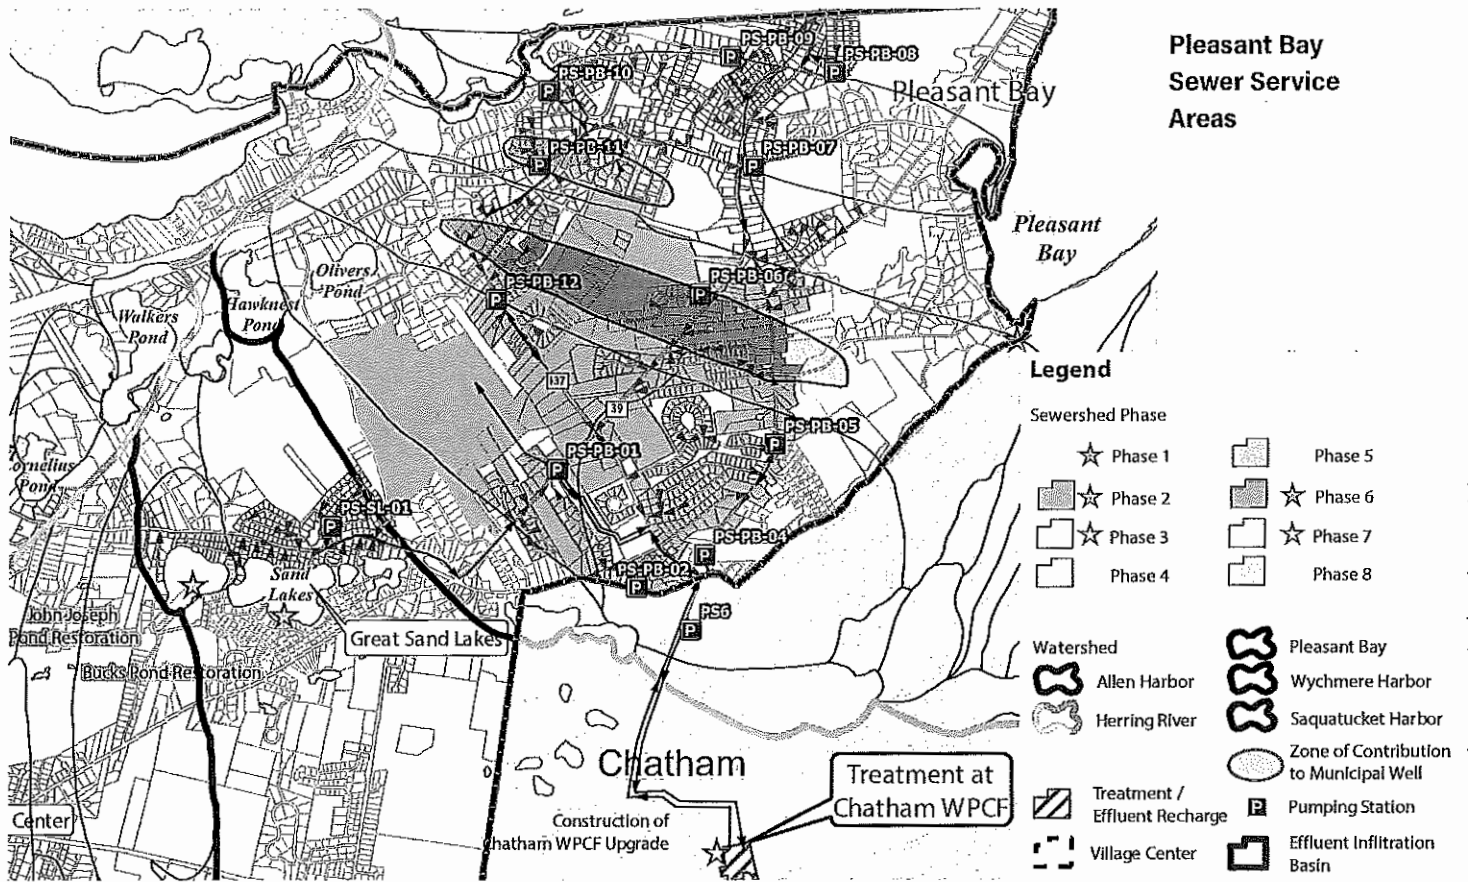 Pleasant Bay
Sewer Service
Areas
PS-PB-09
PS-PB-08
PS-PB-10
Pleasant Bay
PS-PB-11
PS-PB-07
Pleasant
Bay
Olivers
Pond
PS-PB-12
PS-PB-06
Hawknest
Pond
Walkers
Pond
137
39
PS-PB-05
PS-PB-01
ornelius
Pond
PS-SL-01
PS-PB-04
PS-PB-02
Sand
Lakes
PS6
John Joseph
Pond Restoration
Great Sand Lakes
Bucks Pond Restoration
Chatham
Treatment at
Chatham WPCF
Center
Construction of
Chatham WPCF Upgrade
Legend
Sewershed Phase
Phase 1
Phase 2
Phase 3
Phase 4
Phase 5
Phase 6
Phase 7
Phase 8
Watershed
Allen Harbor
Herring River
Pleasant Bay
Wychmere Harbor
Saquatucket Harbor
Zone of Contribution
to Municipal Well
Treatment /
Effluent Recharge
P Pumping Station
Village Center
Effluent Infiltration
Basin